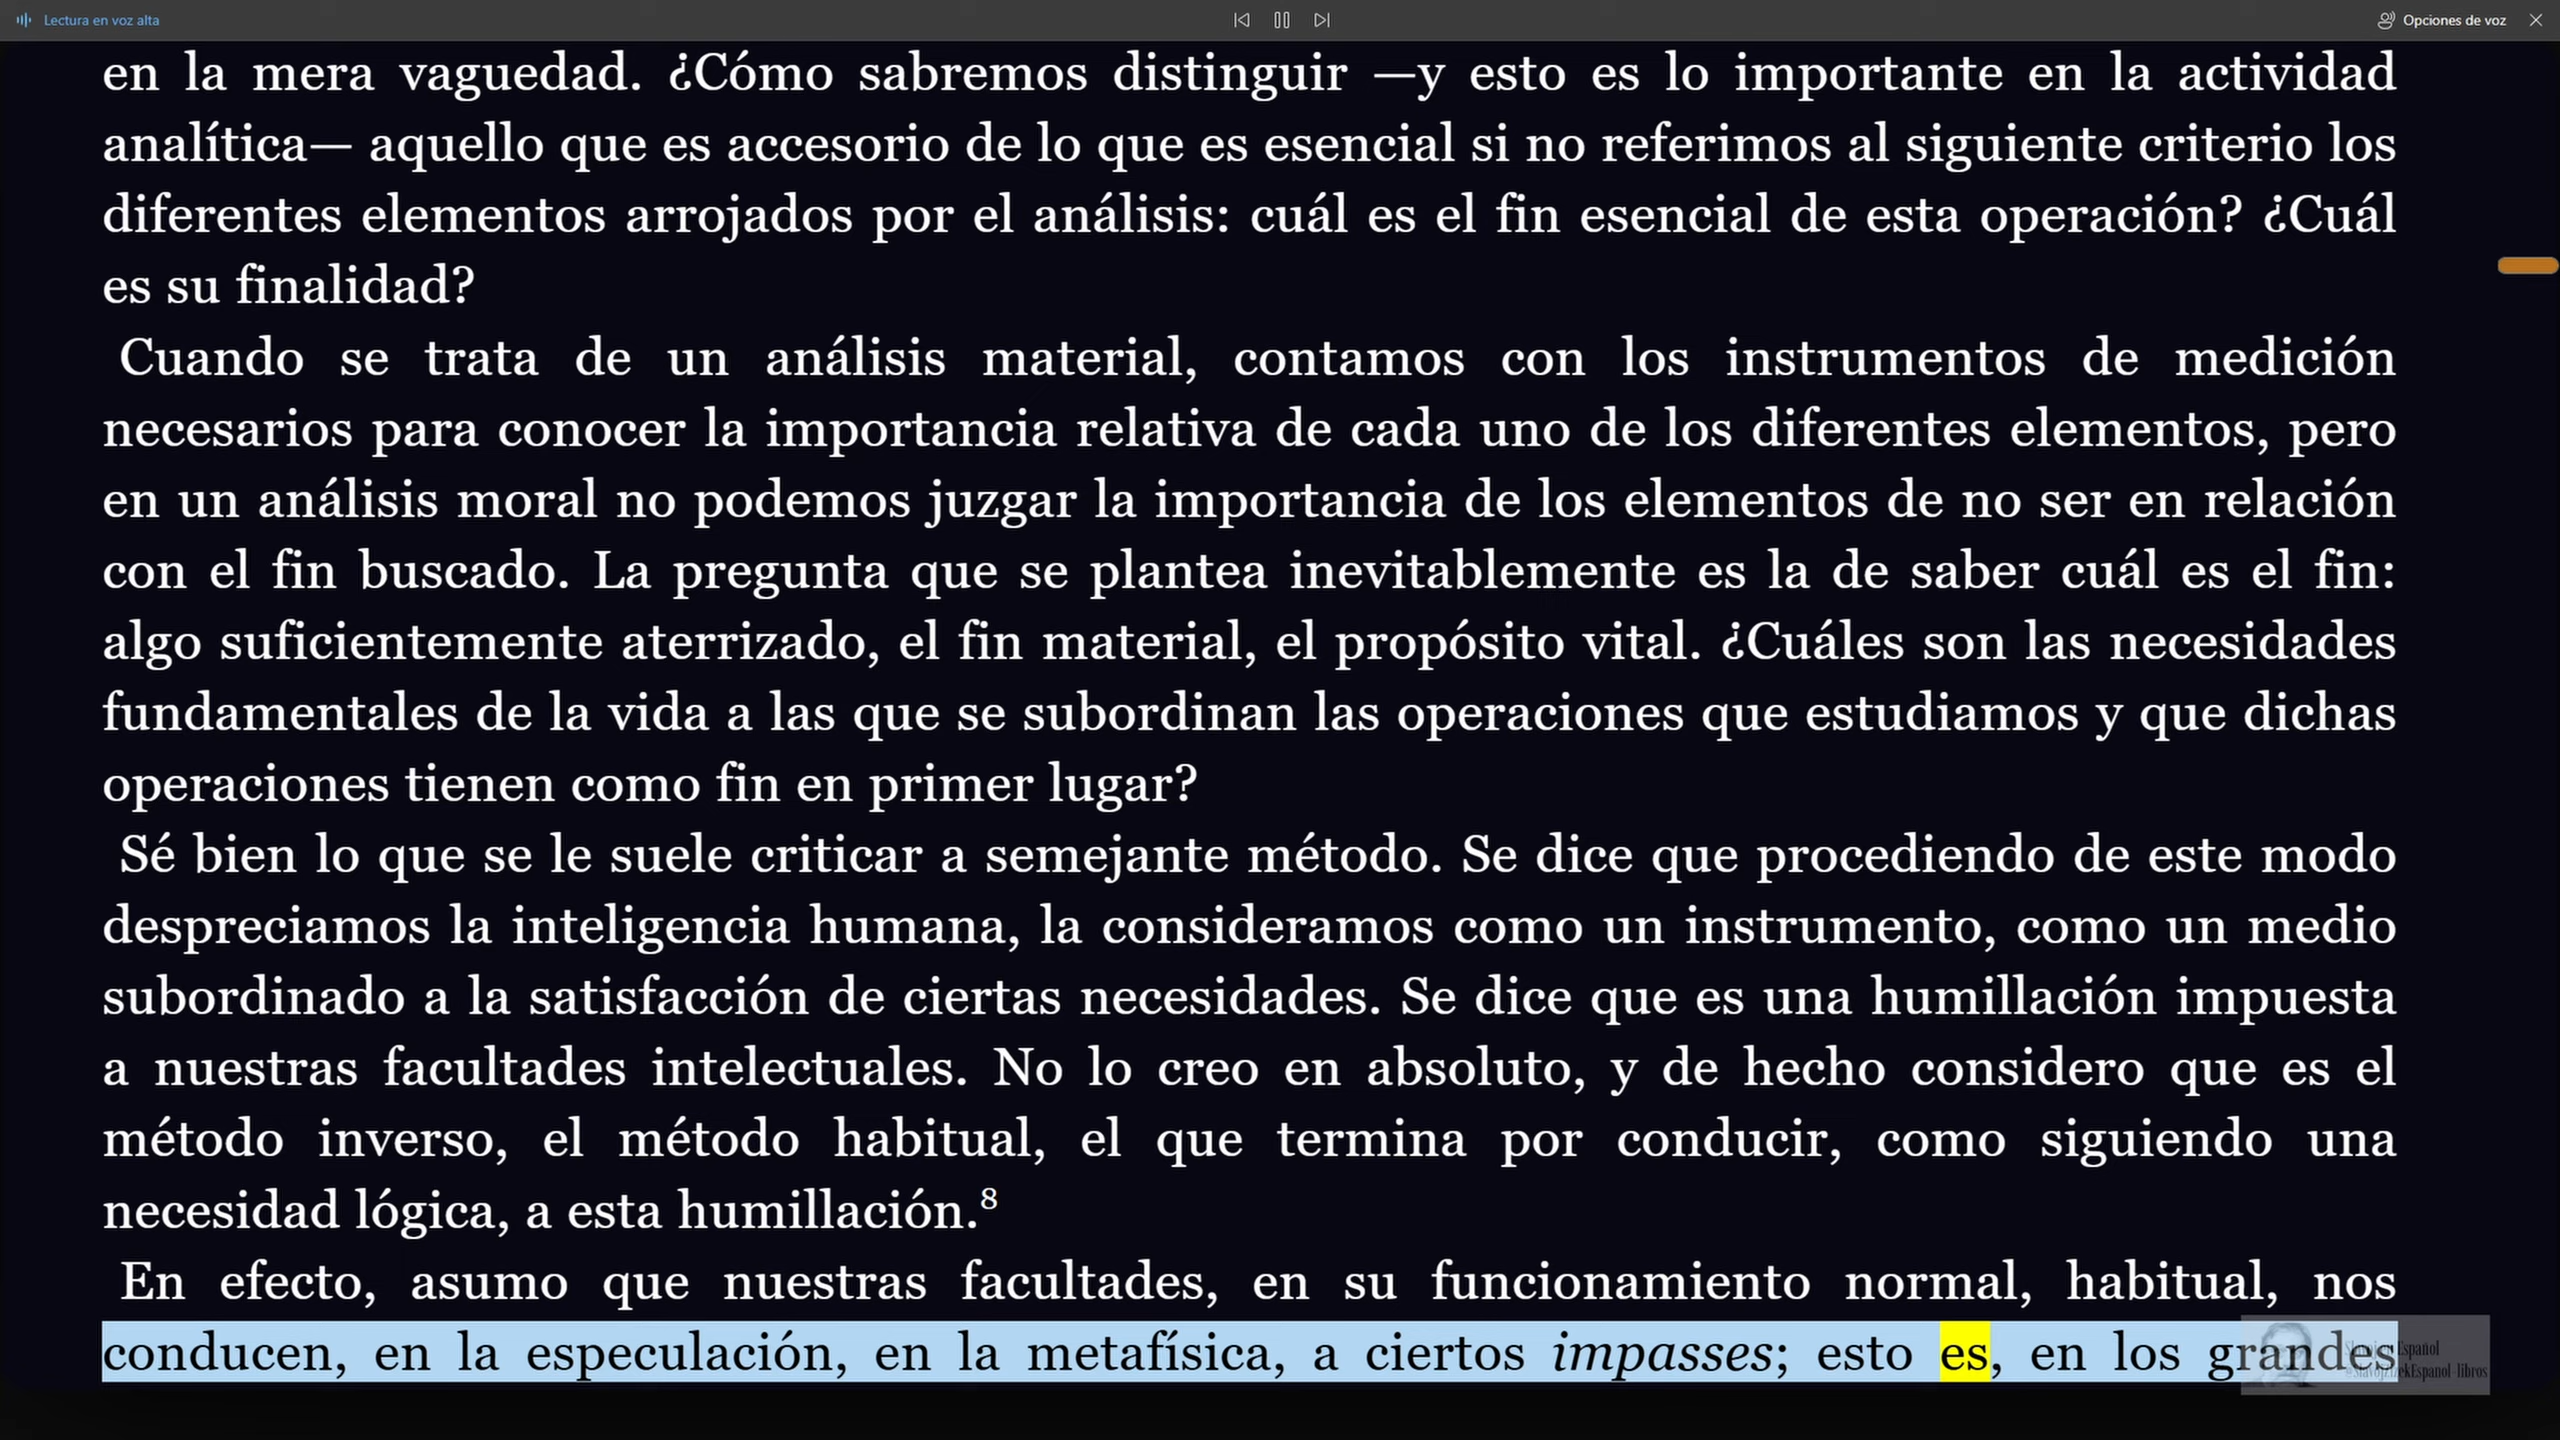 Lectura en voz alta
Opciones de voz
en la mera vaguedad. ¿Cómo sabremos distinguir —y esto es lo importante en la actividad
analítica— aquello que es accesorio de lo que es esencial si no referimos al siguiente criterio los
diferentes elementos arrojados por el análisis: cuál es el fin esencial de esta operación? ¿Cuál
es su finalidad?
Cuando se trata de un análisis material, contamos con los instrumentos de medición
necesarios para conocer la importancia relativa de cada uno de los diferentes elementos, pero
en un análisis moral no podemos juzgar la importancia de los elementos de no ser en relación
con el fin buscado. La pregunta que se plantea inevitablemente es la de saber cuál es el fin:
algo suficientemente aterrizado, el fin material, el propósito vital. ¿Cuáles son las necesidades
fundamentales de la vida a las que se subordinan las operaciones que estudiamos y que dichas
operaciones tienen como fin en primer lugar?
Sé bien lo que se le suele criticar a semejante método. Se dice que procediendo de este modo
despreciamos la inteligencia humana, la consideramos como un instrumento, como un medio
subordinado a la satisfacción de ciertas necesidades. Se dice que es una humillación impuesta
a nuestras facultades intelectuales. No lo creo en absoluto, y de hecho considero que es el
método inverso, el método habitual, el que termina por conducir, como siguiendo una
necesidad lógica, a esta humillación.⁸
En efecto, asumo que nuestras facultades, en su funcionamiento normal, habitual, nos
conducen, en la especulación, en la metafísica, a ciertos impasses; esto es, en los grandes
Español